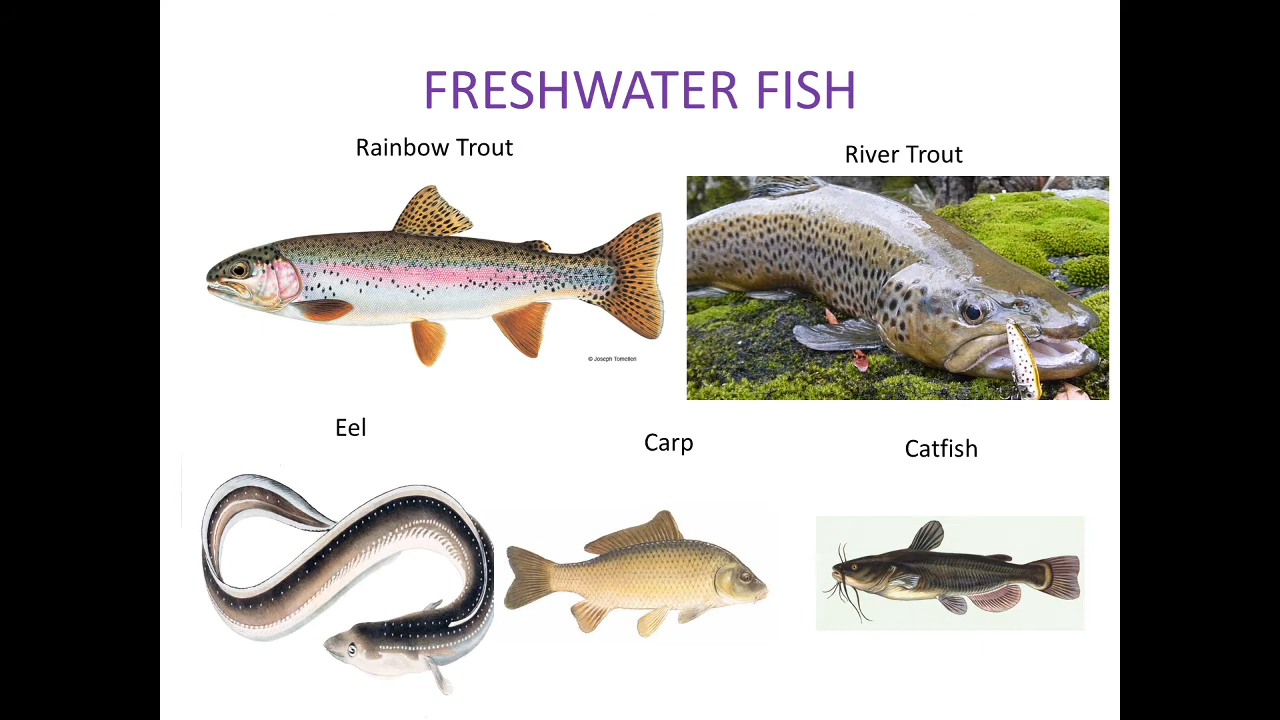 FRESHWATER FISH
Rainbow Trout
River Trout
© Joseph Tomelleri
Eel
Carp
Catfish